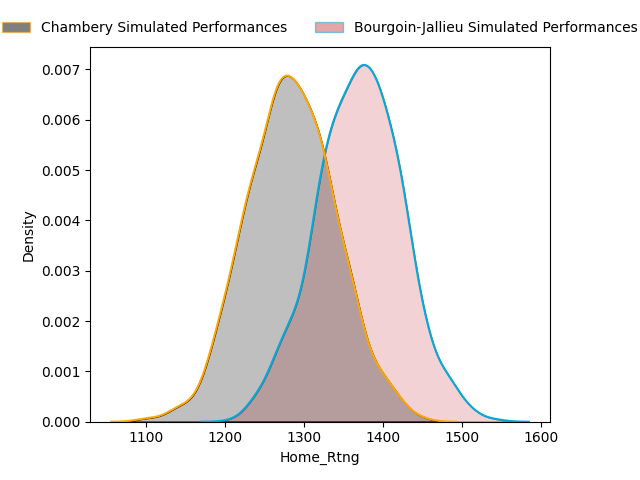 Chambery Simulated Performances Bourgoin-Jallieu Simulated Performances
0.007
0.006
0.005
0.004
0.003
0.002
0.001
0.000
Density
1100 1200 1300 1400 1500 1600
Home_Rtng